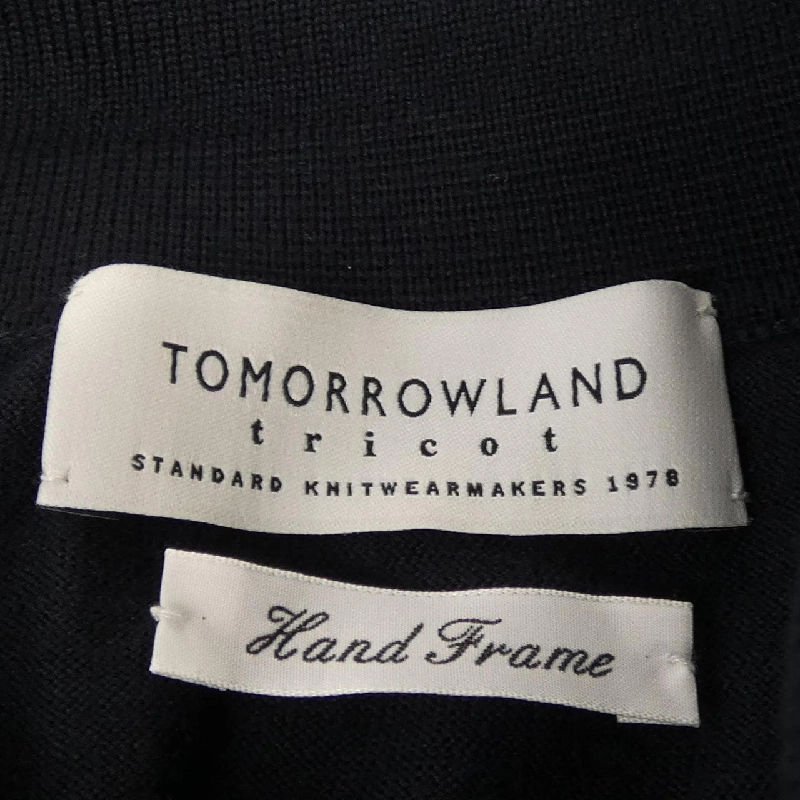 TOMORROWLAND
tricot
STANDARD KNITWEARMAKERS 1978
Hand Frame